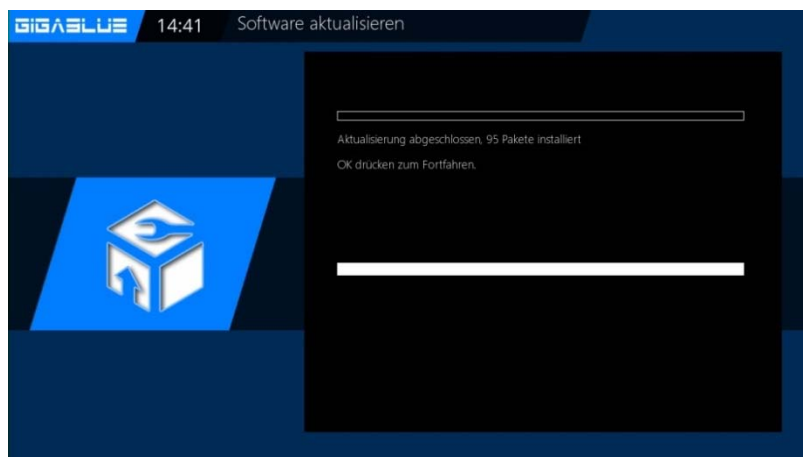 GIGABLUE
14:41
Software aktualisieren
Aktualisierung abgeschlossen, 95 Pakete installiert
OK drücken zum Fortfahren.